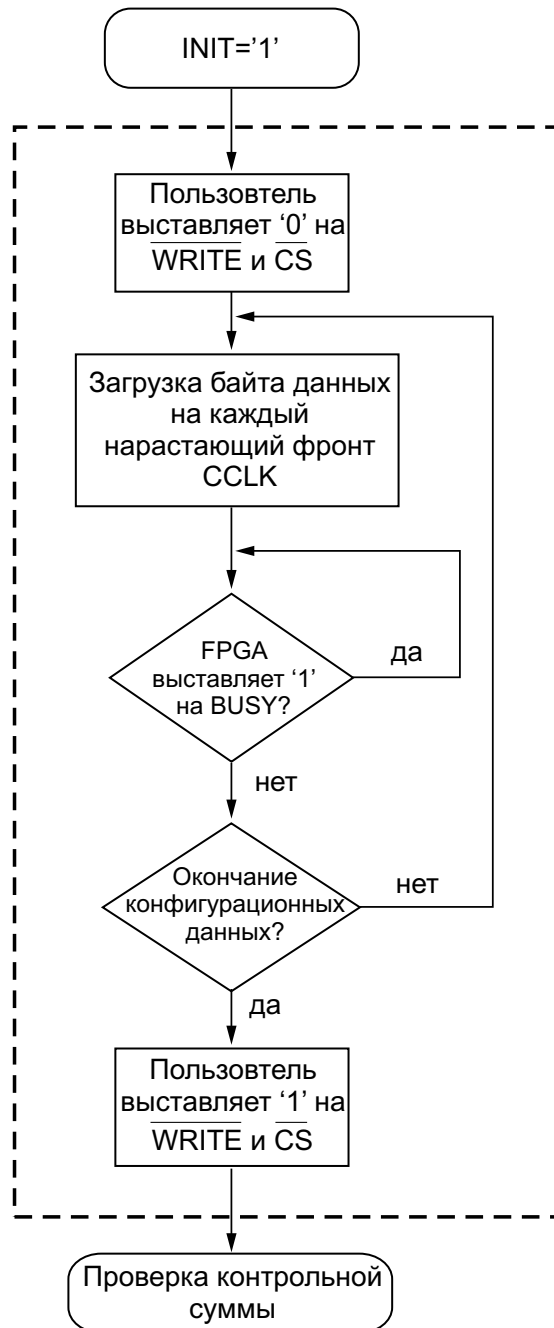 INIT='1'
Пользовтель
выставляет ‘0’ на
WRITE и CS
Загрузка байта данных
на каждый
нарастающий фронт
CCLK
FPGA
выставляет ‘1’
на BUSY?
да
нет
Окончание
конфигурационных
данных?
нет
да
Пользовтель
выставляет ‘1’ на
WRITE и CS
Проверка контрольной
суммы